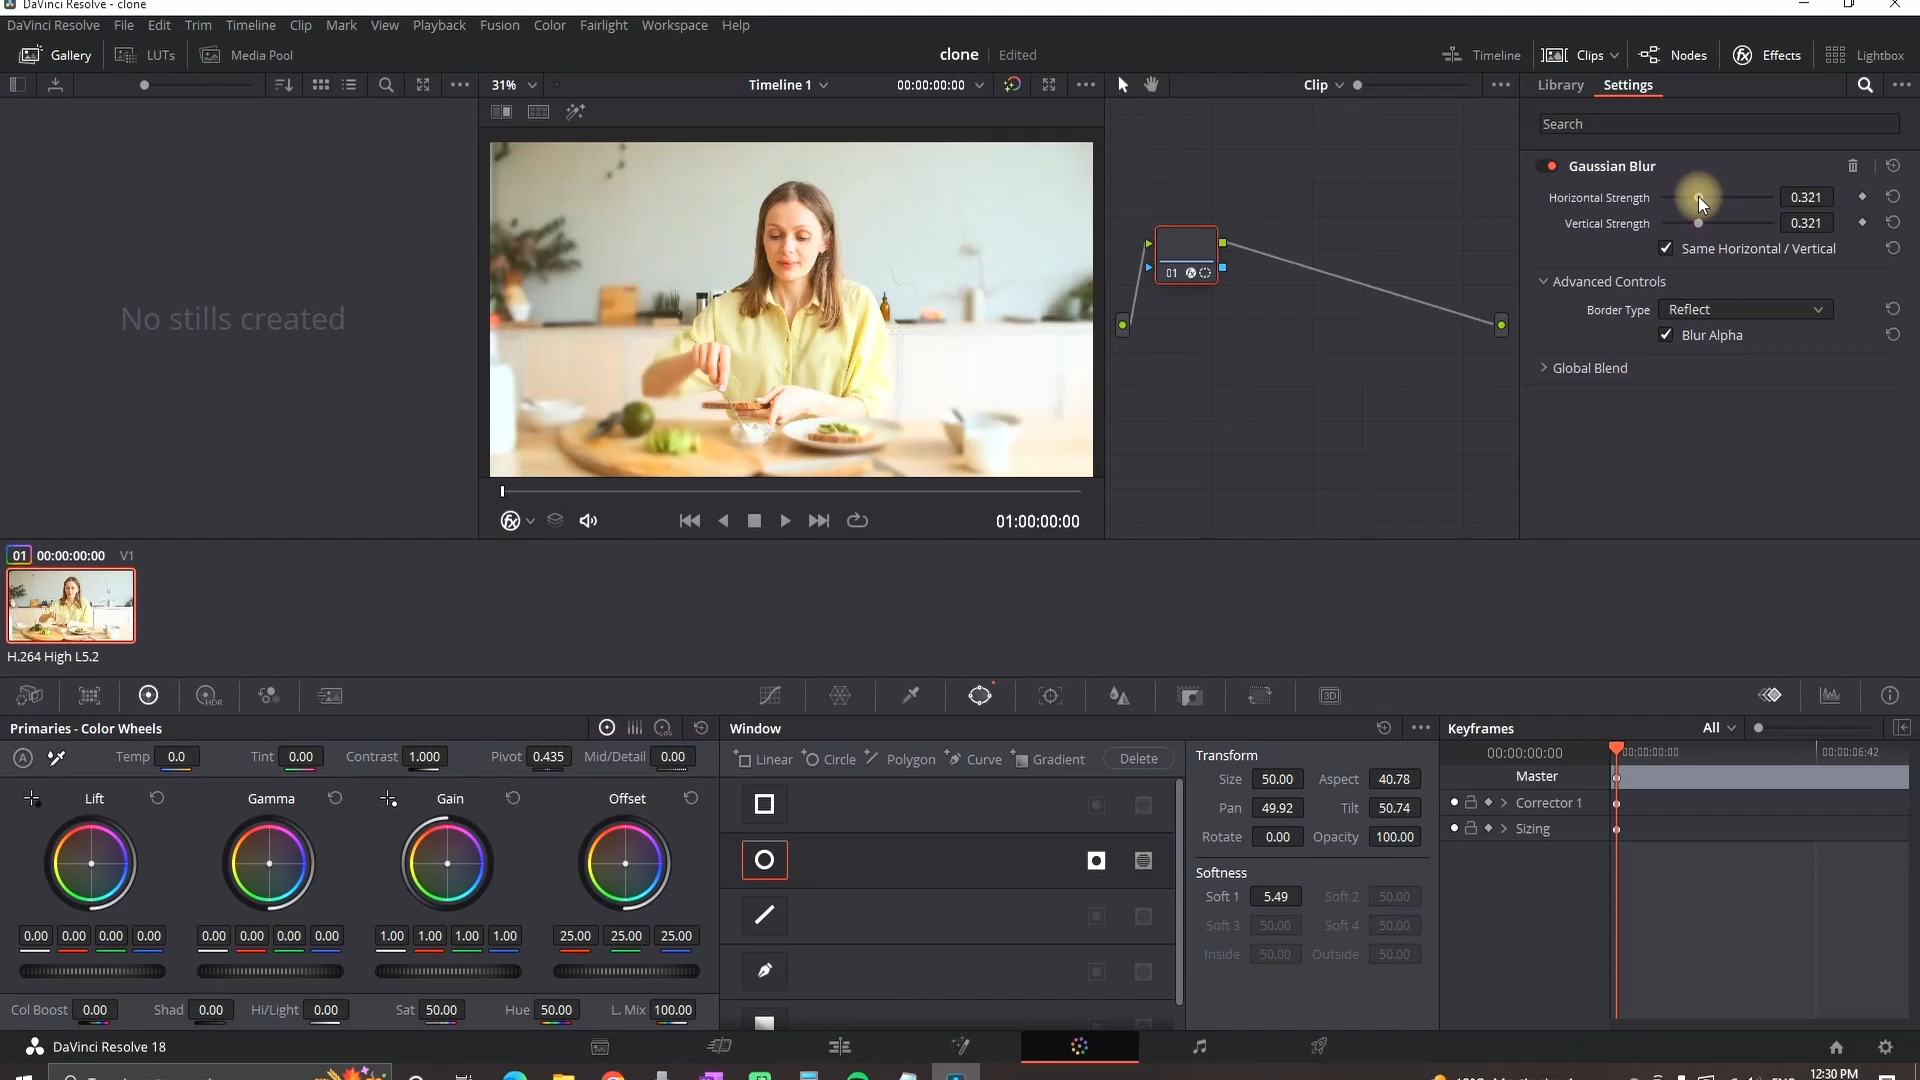 DaVinci Resolve - clone
DaVinci Resolve File Edit Trim Timeline Clip Mark View Playback Fusion Color Fairlight Workspace Help
Gallery LUTs Media Pool clone Edited Timeline Clips Nodes Effects Lightbox
31% Timeline 1 00:00:00:00 Clip Library Settings
Search
Gaussian Blur
Horizontal Strength 0.321
Vertical Strength 0.321
Same Horizontal / Vertical
Advanced Controls
Border Type Reflect
Blur Alpha
Global Blend
No stills created
01
01:00:00:00
01 00:00:00:00 V1
H.264 High L5.2
HDR 3D
Primaries - Color Wheels LOG Window Keyframes All
A Temp 0.0 Tint 0.00 Contrast 1.000 Pivot 0.435 Mid/Detail 0.00
Linear Circle Polygon Curve Gradient Delete
Transform
Size 50.00 Aspect 40.78
Pan 49.92 Tilt 50.74
Rotate 0.00 Opacity 100.00
Softness
Soft 1 5.49 Soft 2 50.00
Soft 3 50.00 Soft 4 50.00
Inside 50.00 Outside 50.00
00:00:00:00 00:00:00:00 00:00:06:42
Master
Corrector 1
Sizing
Lift Gamma Gain Offset
0.00 0.00 0.00 0.00 0.00 0.00 0.00 0.00 1.00 1.00 1.00 1.00 25.00 25.00 25.00
Col Boost 0.00 Shad 0.00 Hi/Light 0.00 Sat 50.00 Hue 50.00 L. Mix 100.00
DaVinci Resolve 18
12:30 PM